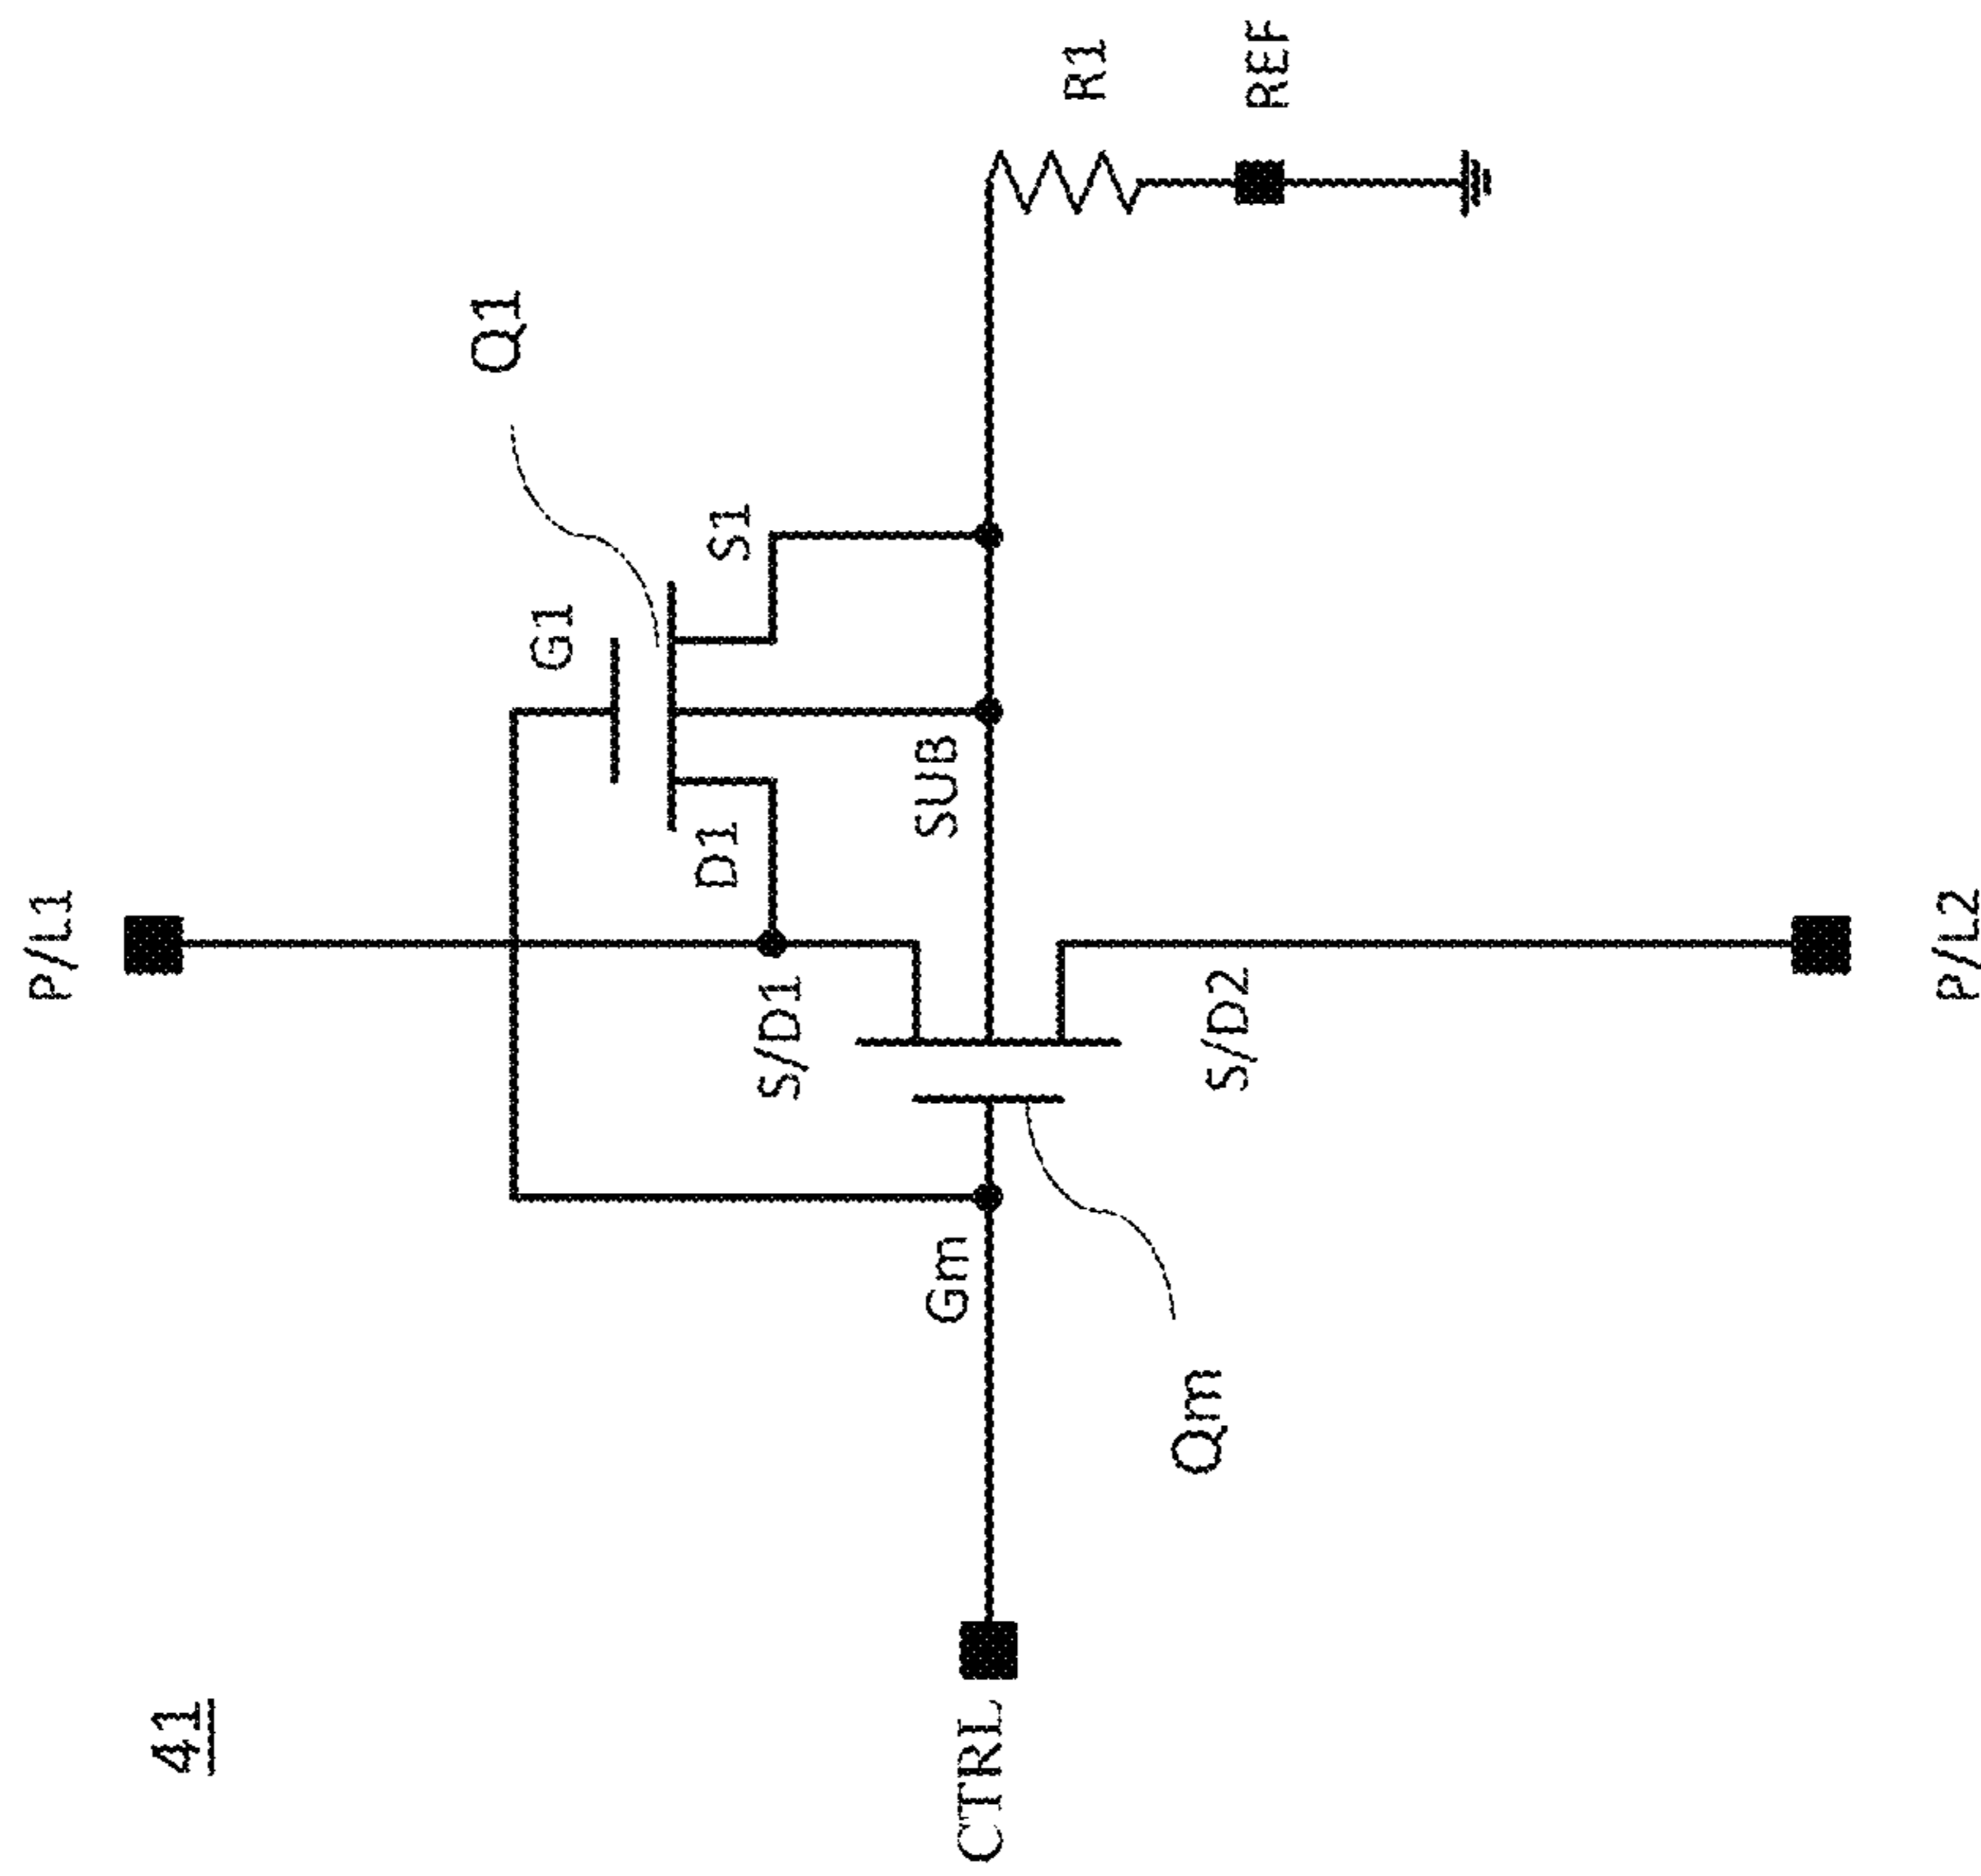 41
P/L1
Q1
G1
S1
D1
SUB
R1
REF
S/D1
S/D2
Gm
Qm
CTRL
P/L2